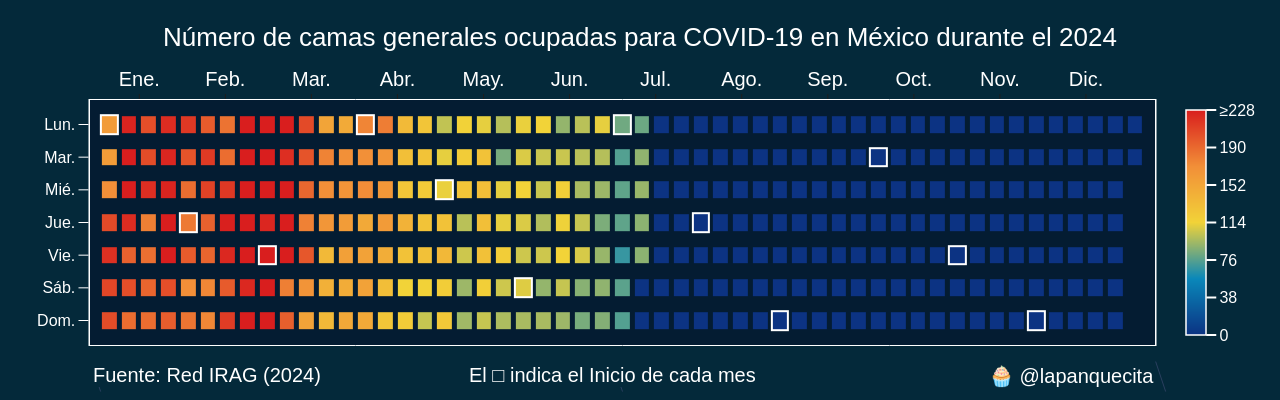 Número de camas generales ocupadas para COVID-19 en México durante el 2024
Ene. Feb. Mar. Abr. May. Jun. Jul. Ago. Sep. Oct. Nov. Dic.
Lun.
Mar.
Mié.
Jue.
Vie.
Sáb.
Dom.
≥228
190
152
114
76
38
0
Fuente: Red IRAG (2024)
El □ indica el Inicio de cada mes
🧁 @lapanquecita